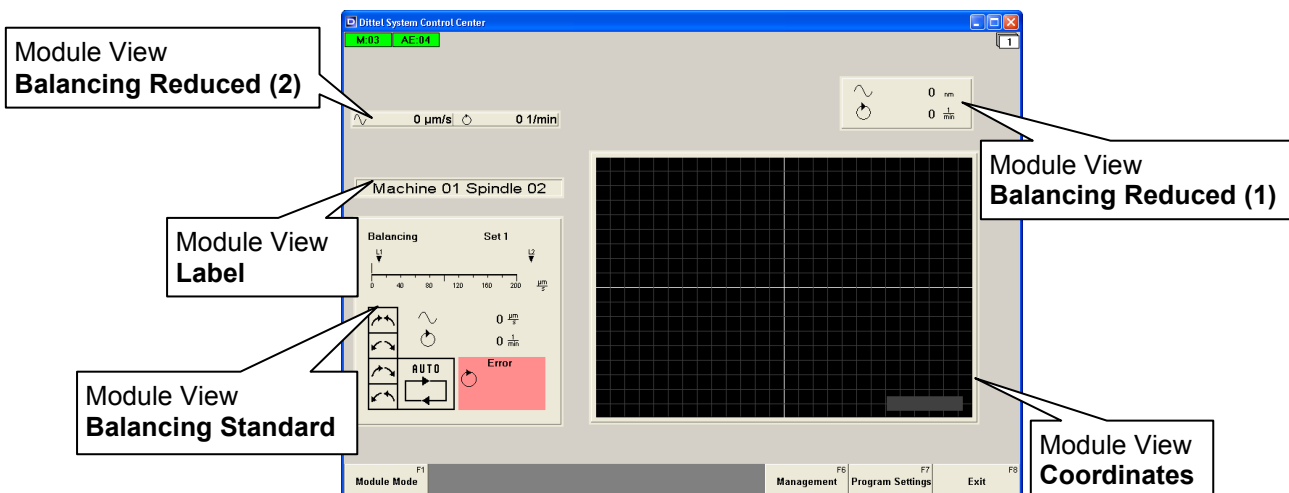 Dittel System Control Center
M:03 AE:04
1
Module View
Balancing Reduced (2)
0 nm
0 1/min
0 µm/s 0 1/min
Module View
Balancing Reduced (1)
Machine 01 Spindle 02
Module View
Label
Balancing Set 1
L1 L2
0 40 80 120 160 200 µm/s
0 µm/s
0 1/min
AUTO
Error
Module View
Balancing Standard
Module View
Coordinates
F1 F6 F7 F8
Module Mode Management Program Settings Exit